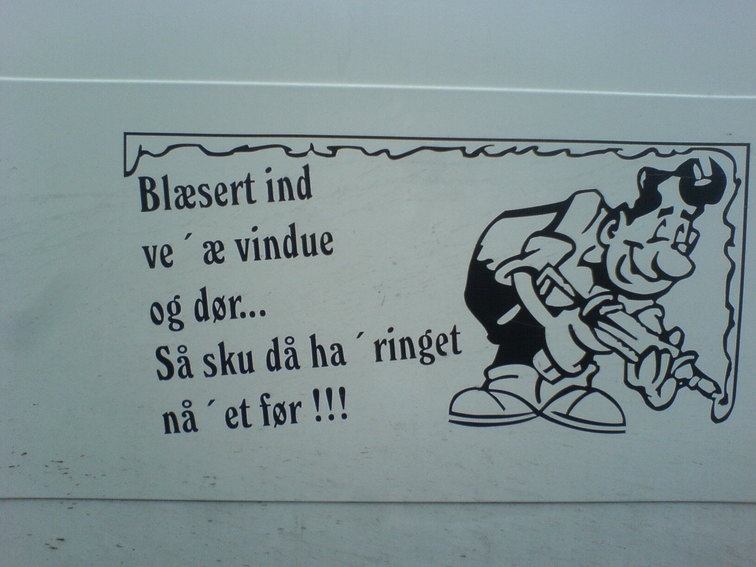 Blæsert ind
ve´æ vindue
og dør...
Så sku då ha´ringet
nå´et før !!!